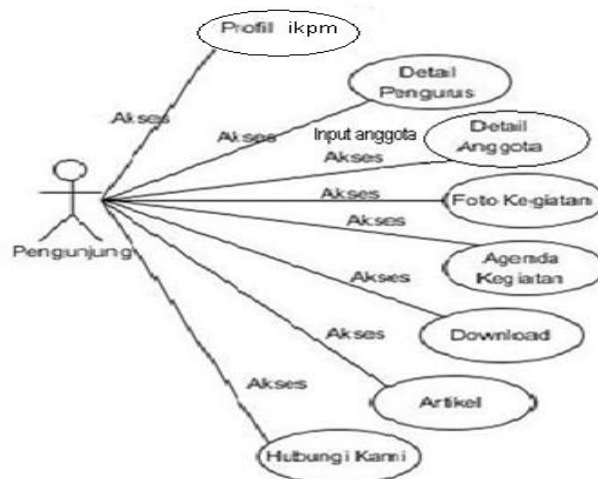 Profil ikpm
Detail
Pengurus
Akses
Akses
Input anggota
Detail
Anggota
Akses
Akses
Foto Kegiatan
Akses
Pengunjung
Agenda
Kegiatan
Akses
Download
Akses
Artikel
Akses
Hubungi Kami